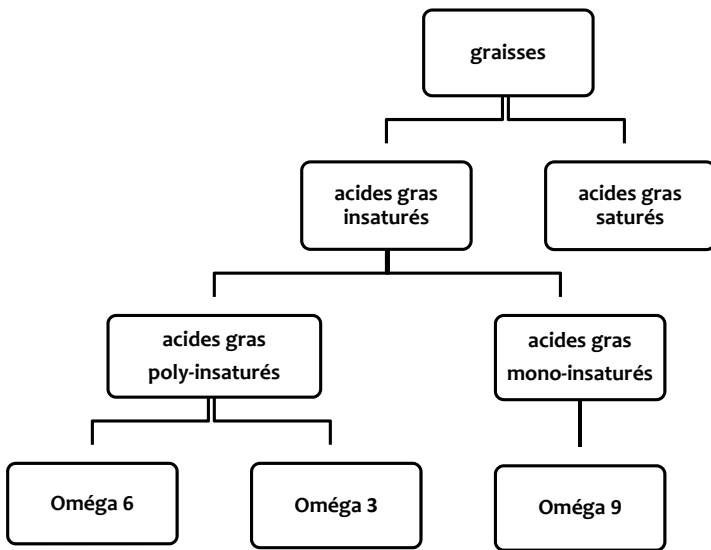 graisses
acides gras
insaturés
acides gras
saturés
acides gras
poly-insaturés
acides gras
mono-insaturés
Oméga 6
Oméga 3
Oméga 9